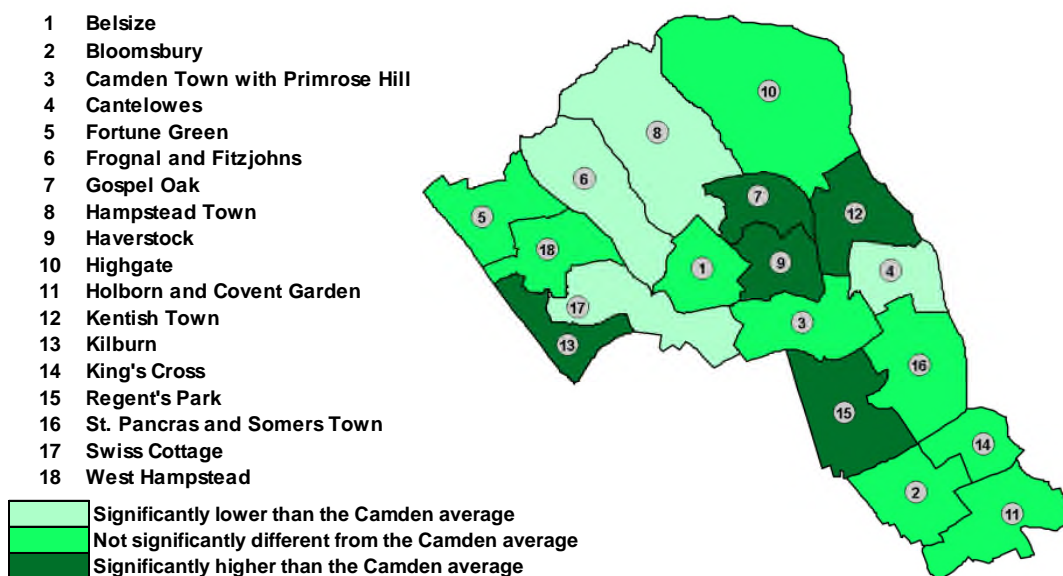 1 Belsize
2 Bloomsbury
3 Camden Town with Primrose Hill
4 Cantelowes
5 Fortune Green
6 Frognal and Fitzjohns
7 Gospel Oak
8 Hampstead Town
9 Haverstock
10 Highgate
11 Holborn and Covent Garden
12 Kentish Town
13 Kilburn
14 King's Cross
15 Regent's Park
16 St. Pancras and Somers Town
17 Swiss Cottage
18 West Hampstead
Significantly lower than the Camden average
Not significantly different from the Camden average
Significantly higher than the Camden average
10
8
6
7
5
12
18
9
1
4
17
3
13
16
15
14
2
11